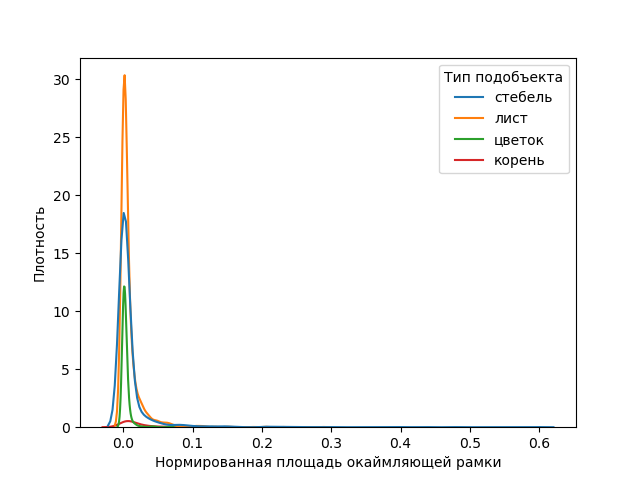 Тип подобъекта
стебель
лист
цветок
корень
Плотность
30
25
20
15
10
5
0
0.0 0.1 0.2 0.3 0.4 0.5 0.6
Нормированная площадь окаймляющей рамки